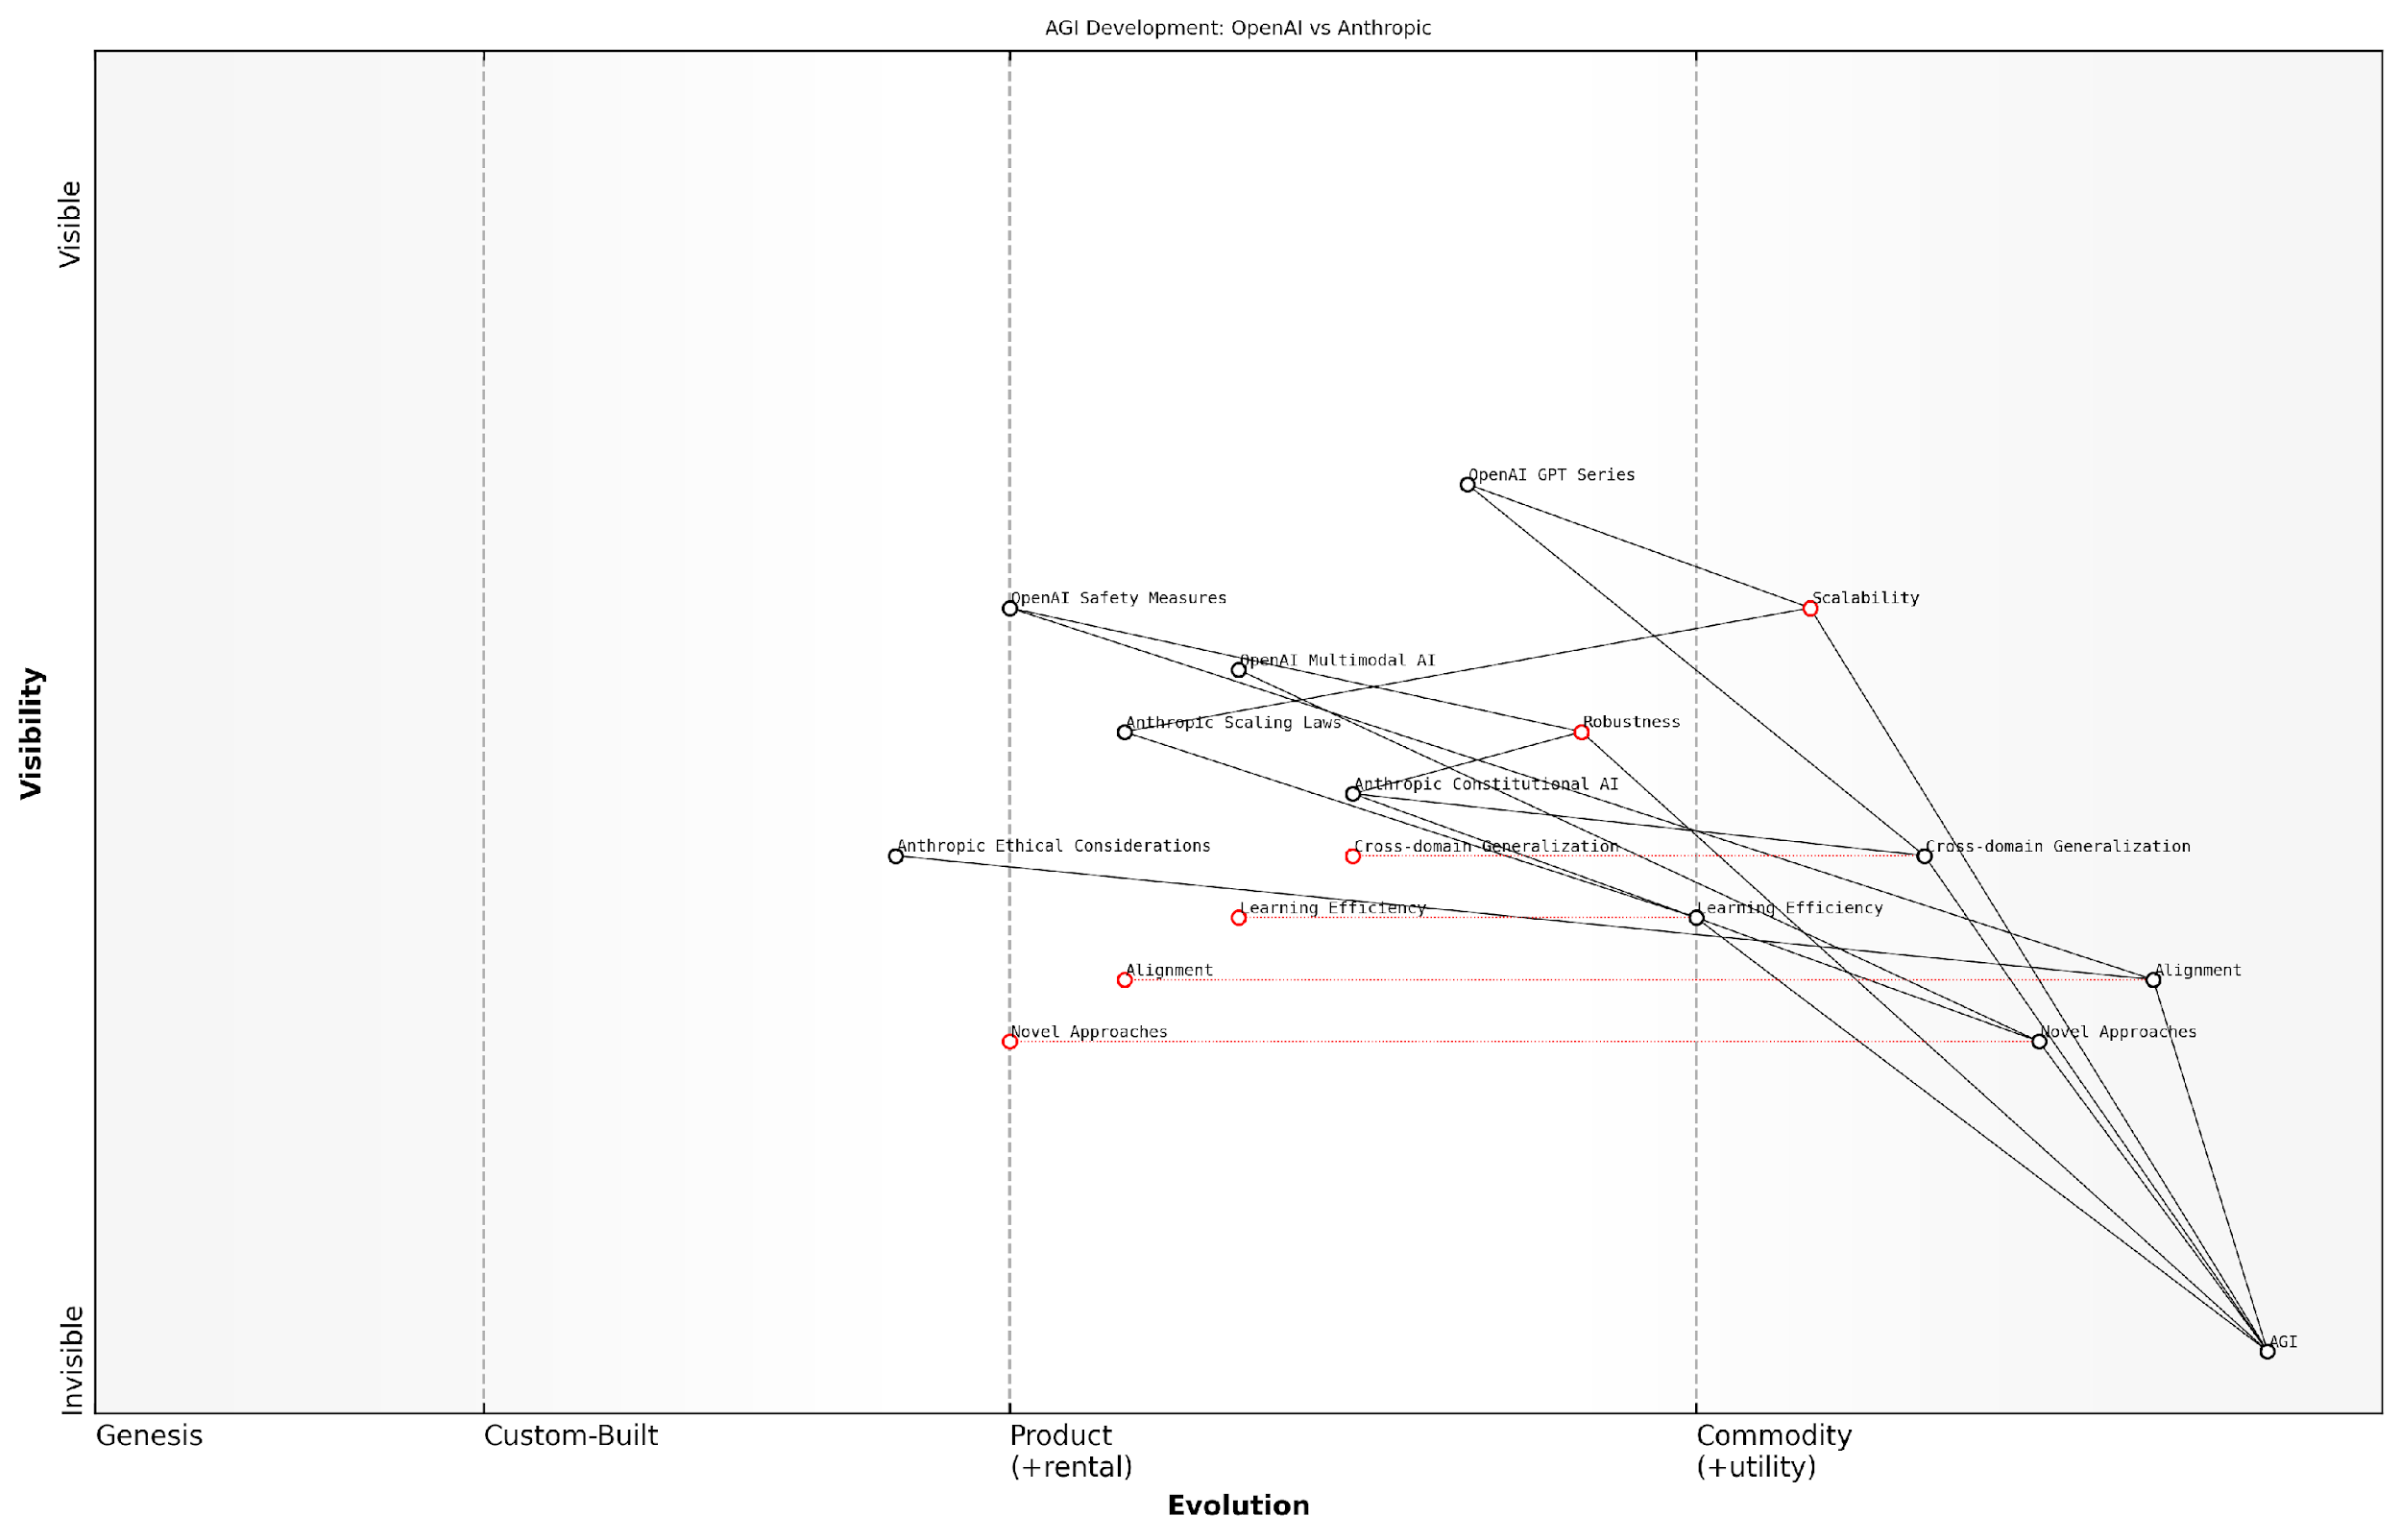 AGI Development: OpenAI vs Anthropic
Visible
Visibility
Invisible
OpenAI GPT Series
OpenAI Safety Measures
Scalability
OpenAI Multimodal AI
Anthropic Scaling Laws
Robustness
Anthropic Constitutional AI
Anthropic Ethical Considerations
Cross-domain Generalization
Cross-domain Generalization
Learning Efficiency
Learning Efficiency
Alignment
Alignment
Novel Approaches
Novel Approaches
AGI
Genesis
Custom-Built
Product
(+rental)
Commodity
(+utility)
Evolution